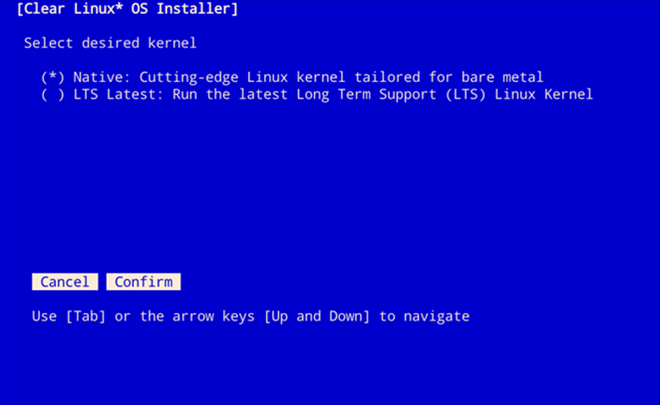 [Clear Linux* OS Installer]
Select desired kernel
(*) Native: Cutting-edge Linux kernel tailored for bare metal
( ) LTS Latest: Run the latest Long Term Support (LTS) Linux Kernel
Cancel Confirm
Use [Tab] or the arrow keys [Up and Down] to navigate